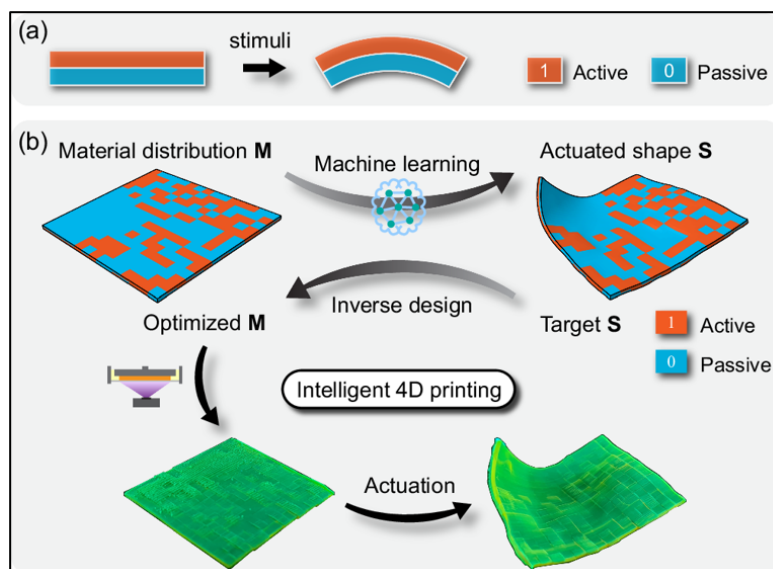 (a)
stimuli
1 Active 0 Passive
(b)
Material distribution M
Machine learning
Actuated shape S
Inverse design
Optimized M
Target S
1 Active
0 Passive
Intelligent 4D printing
Actuation